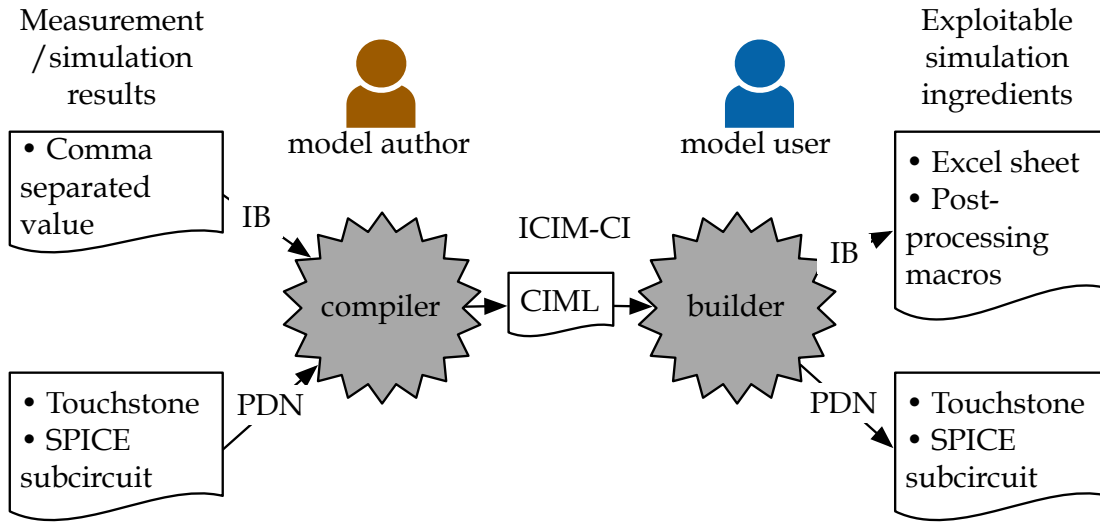 Measurement
/simulation
results
• Comma
separated
value
IB
• Touchstone
• SPICE
subcircuit
PDN
model author
compiler
ICIM-CI
CIML
model user
builder
IB
PDN
Exploitable
simulation
ingredients
• Excel sheet
• Post-
processing
macros
• Touchstone
• SPICE
subcircuit